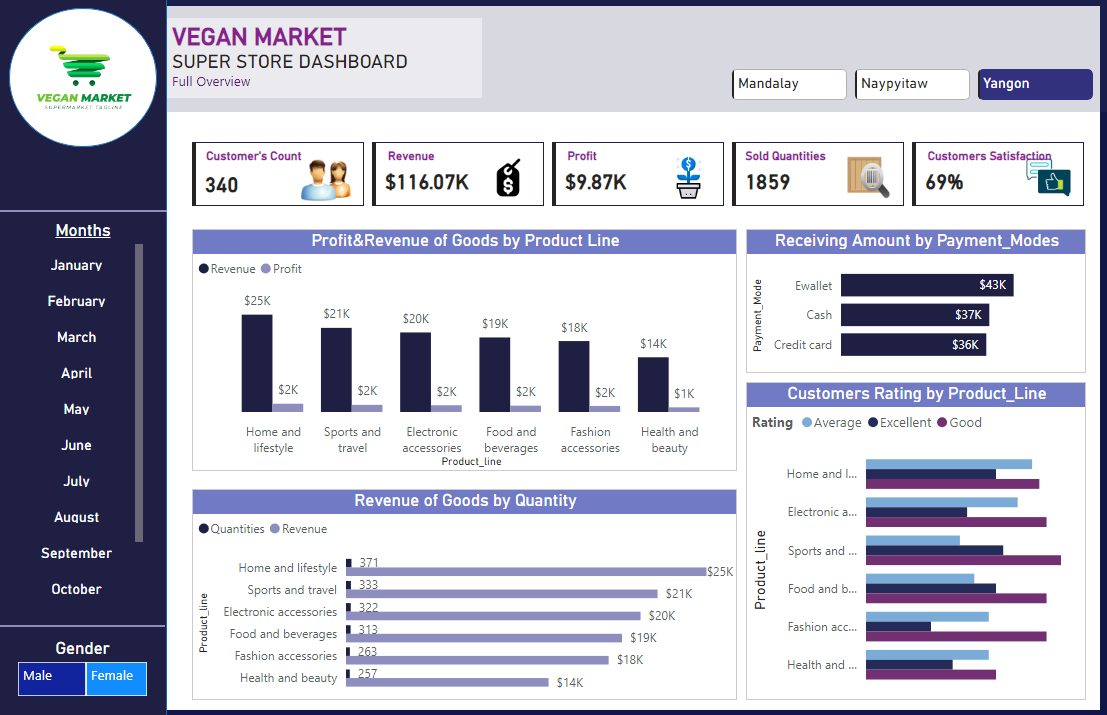 VEGAN MARKET
SUPERMARKET TAGLINE
VEGAN MARKET
SUPER STORE DASHBOARD
Full Overview
Mandalay
Naypyitaw
Yangon
Months
January
February
March
April
May
June
July
August
September
October
Gender
Male
Female
Customer's Count
340
Revenue
$116.07K
Profit
$9.87K
Sold Quantities
1859
Customers Satisfaction
69%
Profit&Revenue of Goods by Product Line
Revenue Profit
$25K $21K $20K $19K $18K $14K
$2K $2K $2K $2K $2K $1K
Home and lifestyle
Sports and travel
Electronic accessories
Food and beverages
Fashion accessories
Health and beauty
Product_line
Revenue of Goods by Quantity
Quantities Revenue
Product_line
Home and lifestyle 371 $25K
Sports and travel 333 $21K
Electronic accessories 322 $20K
Food and beverages 313 $19K
Fashion accessories 263 $18K
Health and beauty 257 $14K
Receiving Amount by Payment_Modes
Payment_Mode
Ewallet $43K
Cash $37K
Credit card $36K
Customers Rating by Product_Line
Rating Average Excellent Good
Product_line
Home and l...
Electronic a...
Sports and ...
Food and b...
Fashion acc...
Health and ...